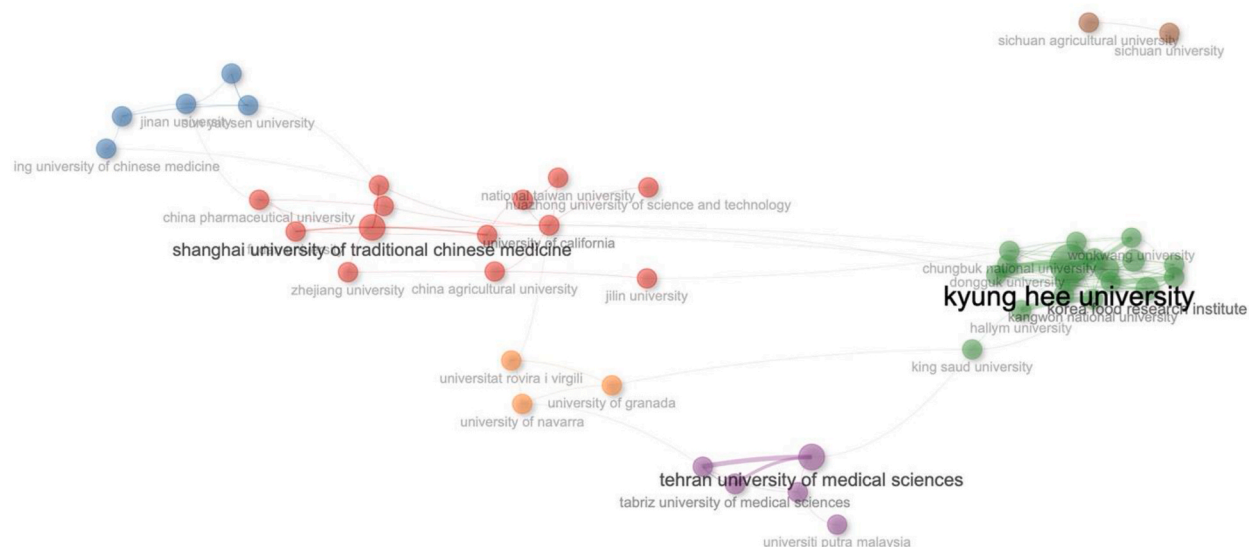 sichuan agricultural university
sichuan university
jinan university
sun yat-sen university
ing university of chinese medicine
national taiwan university
huazhong university of science and technology
china pharmaceutical university
university of california
shanghai university of traditional chinese medicine
zhejiang university
china agricultural university
jilin university
wonkwang university
chungbuk national university
dongguk university
kyung hee university
korea food research institute
kangwon national university
hallym university
king saud university
universitat rovira i virgili
university of granada
university of navarra
tehran university of medical sciences
tabriz university of medical sciences
universiti putra malaysia